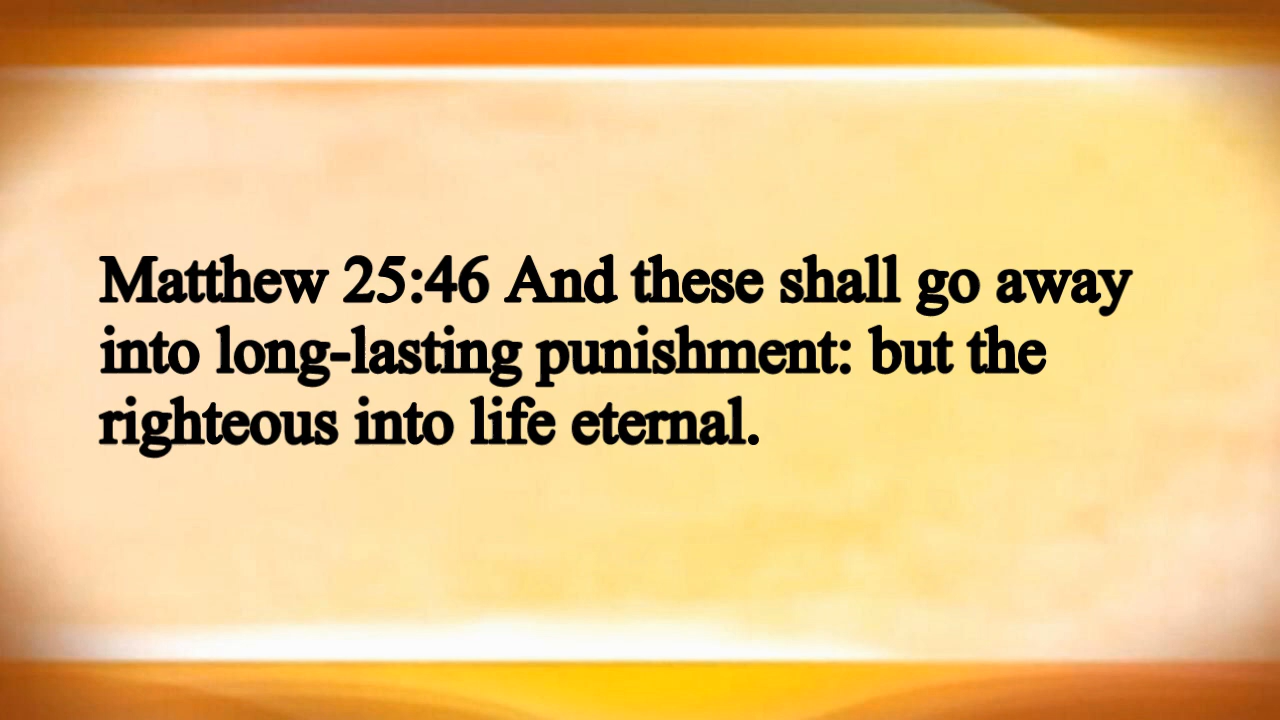 Matthew 25:46 And these shall go away
into long-lasting punishment: but the
righteous into life eternal.